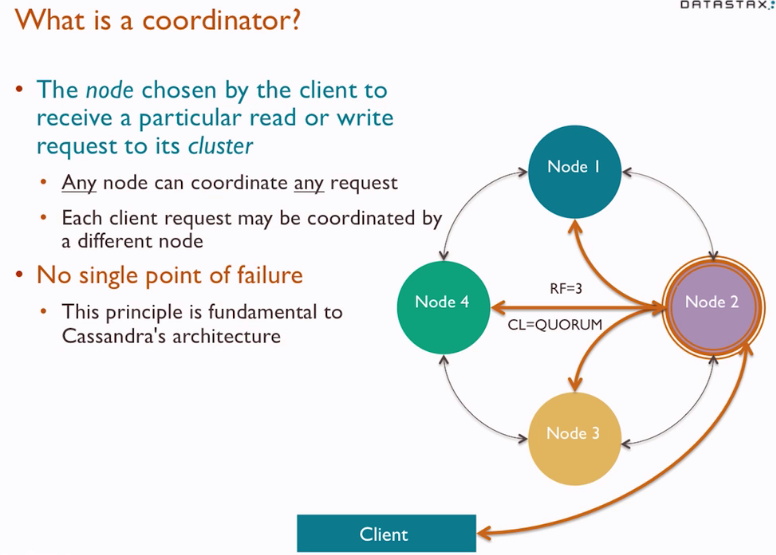 What is a coordinator?
DATASTAX
• The node chosen by the client to
receive a particular read or write
request to its cluster
• Any node can coordinate any request
• Each client request may be coordinated by
a different node
• No single point of failure
• This principle is fundamental to
Cassandra's architecture
Node 1
Node 4
RF=3
CL=QUORUM
Node 2
Node 3
Client